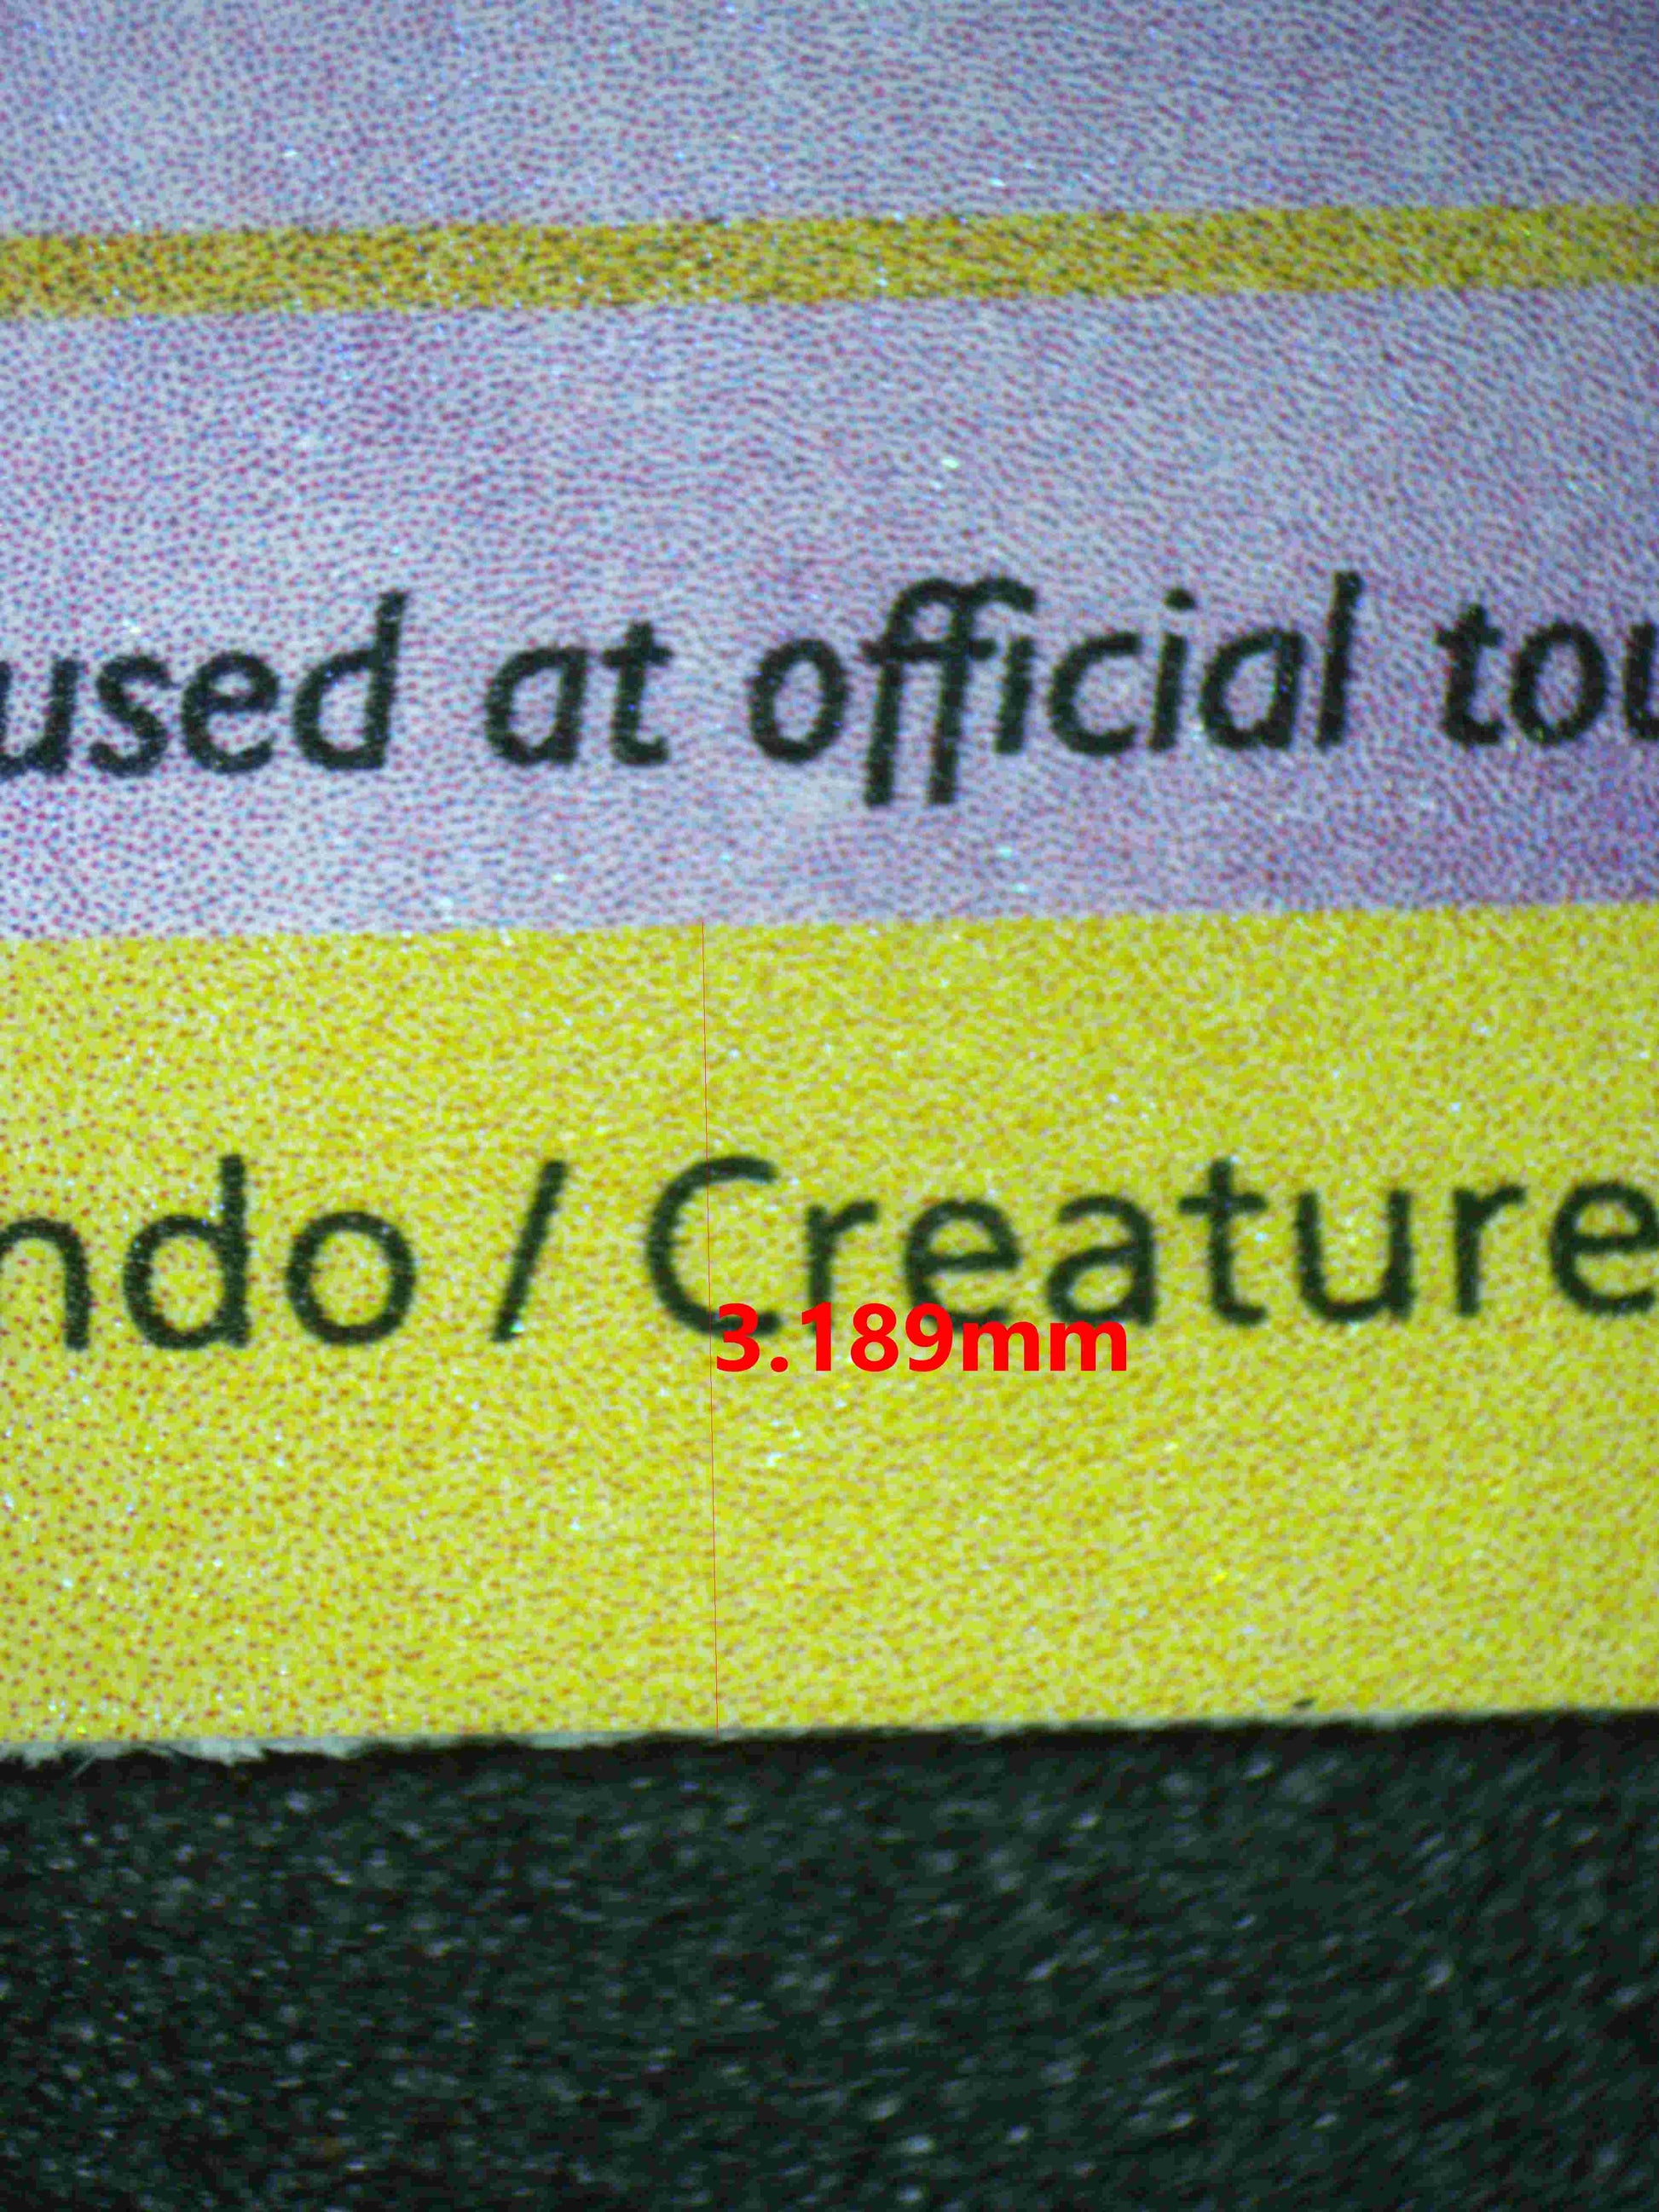 used at official tou
ndo / Creature
3.189mm